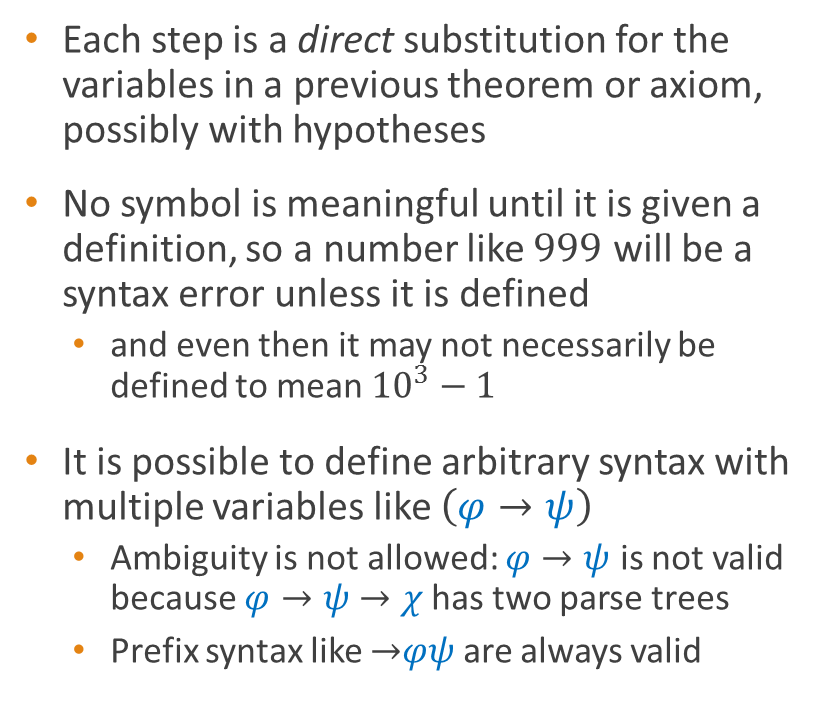 • Each step is a direct substitution for the
variables in a previous theorem or axiom,
possibly with hypotheses
• No symbol is meaningful until it is given a
definition, so a number like 999 will be a
syntax error unless it is defined
• and even then it may not necessarily be
defined to mean 10³ − 1
• It is possible to define arbitrary syntax with
multiple variables like (φ → ψ)
• Ambiguity is not allowed: φ → ψ is not valid
because φ → ψ → χ has two parse trees
• Prefix syntax like →φψ are always valid